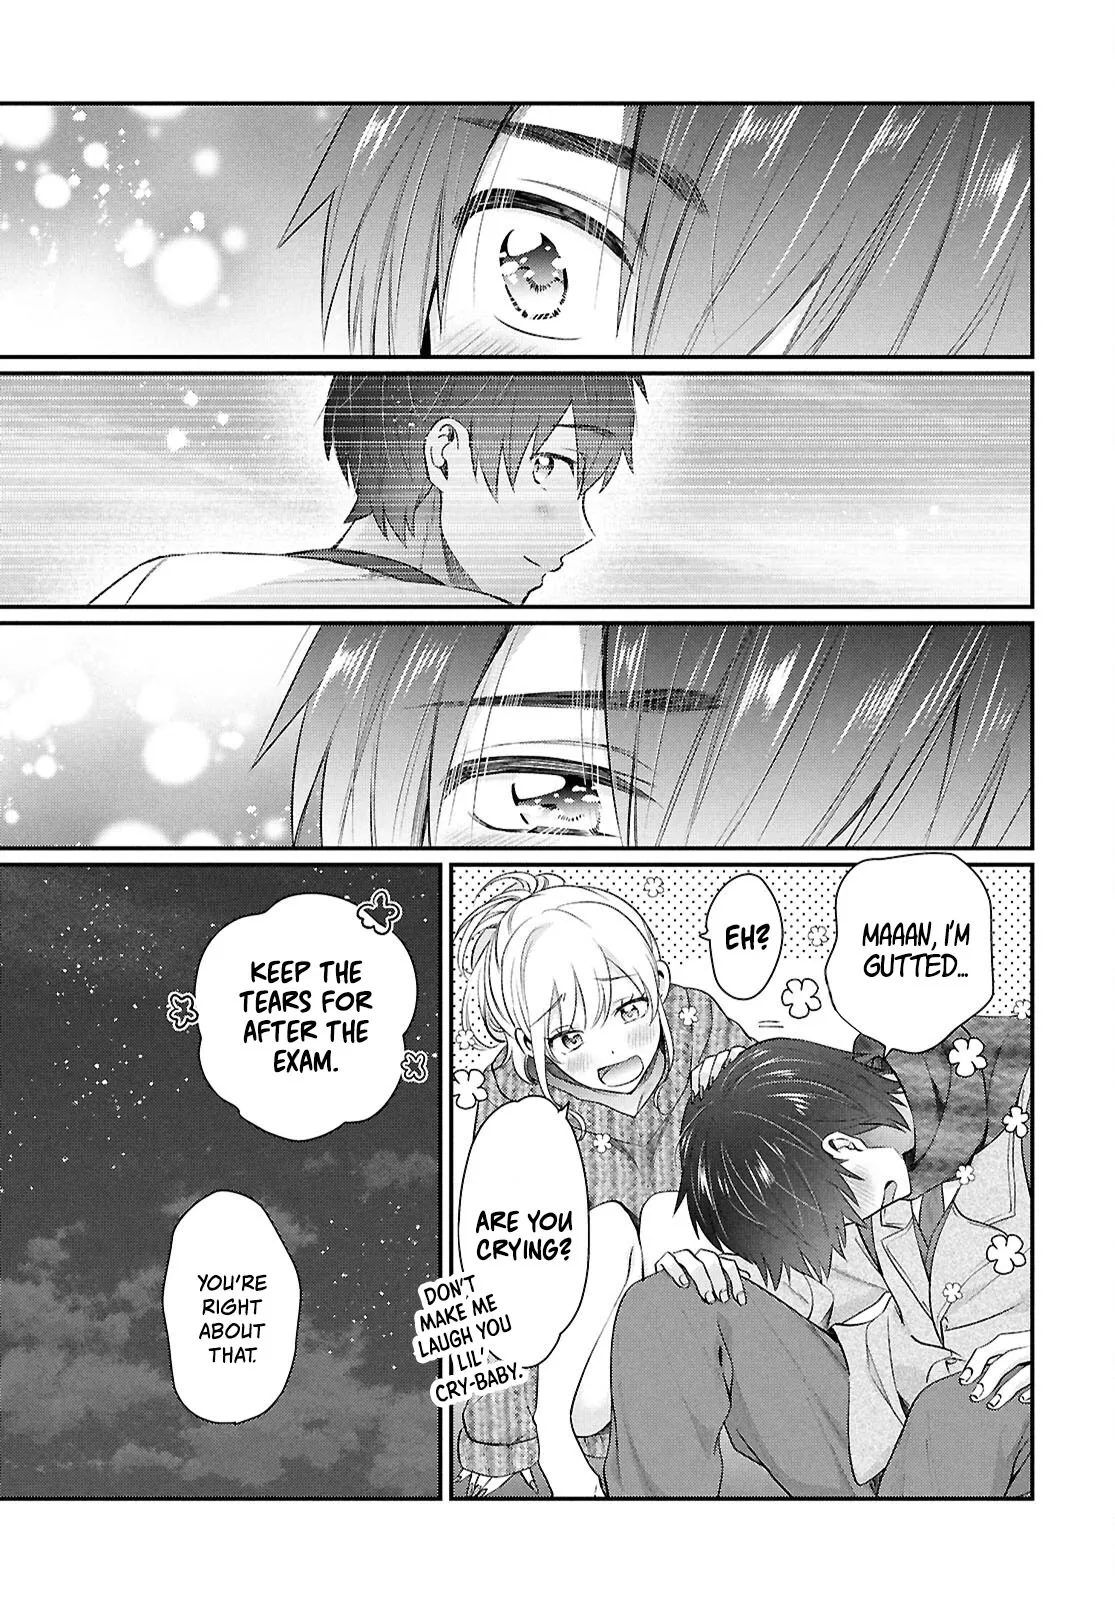 MAAAN, I'M
GUTTED...
EH?
ARE YOU
CRYING?
DON'T
MAKE ME
LAUGH YOU
LIL'
CRY-BABY.
KEEP THE
TEARS FOR
AFTER THE
EXAM.
YOU'RE
RIGHT
ABOUT
THAT.